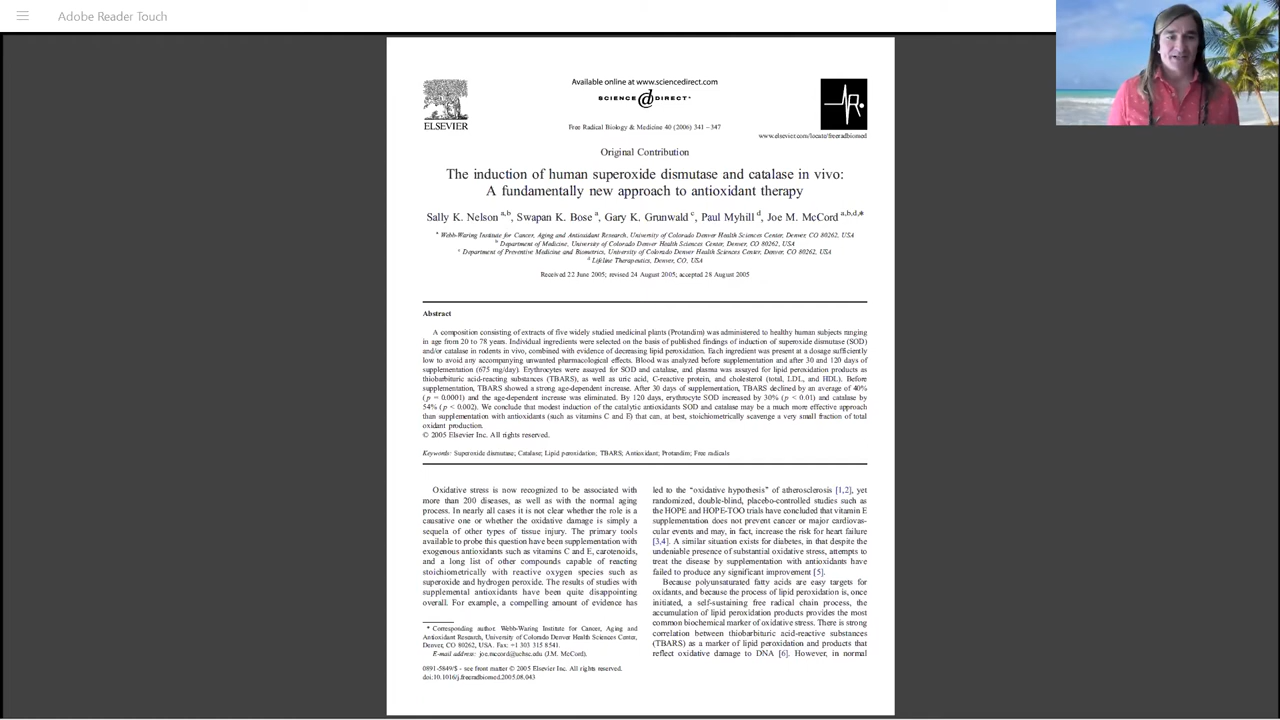 Adobe Reader Touch
Available online at www.sciencedirect.com
SCIENCE @ DIRECT®
ELSEVIER
Free Radical Biology & Medicine 40 (2006) 341 – 347
www.elsevier.com/locate/freeradbiomed
Original Contribution
The induction of human superoxide dismutase and catalase in vivo:
A fundamentally new approach to antioxidant therapy
Sally K. Nelson a,b, Swapan K. Bose a, Gary K. Grunwald c, Paul Myhill d, Joe M. McCord a,b,d,*
a Webb-Waring Institute for Cancer, Aging and Antioxidant Research, University of Colorado Denver Health Sciences Center, Denver, CO 80262, USA
b Department of Medicine, University of Colorado Denver Health Sciences Center, Denver, CO 80262, USA
c Department of Preventive Medicine and Biometrics, University of Colorado Denver Health Sciences Center, Denver, CO 80262, USA
d Lifeline Therapeutics, Denver, CO, USA
Received 22 June 2005; revised 24 August 2005; accepted 28 August 2005
Abstract
A composition consisting of extracts of five widely studied medicinal plants (Protandim) was administered to healthy human subjects ranging
in age from 20 to 78 years. Individual ingredients were selected on the basis of published findings of induction of superoxide dismutase (SOD)
and/or catalase in rodents in vivo, combined with evidence of decreasing lipid peroxidation. Each ingredient was present at a dosage sufficiently
low to avoid any accompanying unwanted pharmacological effects. Blood was analyzed before supplementation and after 30 and 120 days of
supplementation (675 mg/day). Erythrocytes were assayed for SOD and catalase, and plasma was assayed for lipid peroxidation products as
thiobarbituric acid-reacting substances (TBARS), as well as uric acid, C-reactive protein, and cholesterol (total, LDL, and HDL). Before
supplementation, TBARS showed a strong age-dependent increase. After 30 days of supplementation, TBARS declined by an average of 40%
(p = 0.0001) and the age-dependent increase was eliminated. By 120 days, erythrocyte SOD increased by 30% (p < 0.01) and catalase by
54% (p < 0.002). We conclude that modest induction of the catalytic antioxidants SOD and catalase may be a much more effective approach
than supplementation with antioxidants (such as vitamins C and E) that can, at best, stoichiometrically scavenge a very small fraction of total
oxidant production.
© 2005 Elsevier Inc. All rights reserved.
Keywords: Superoxide dismutase; Catalase; Lipid peroxidation; TBARS; Antioxidant; Protandim; Free radicals
Oxidative stress is now recognized to be associated with
more than 200 diseases, as well as with the normal aging
process. In nearly all cases it is not clear whether the role is a
causative one or whether the oxidative damage is simply a
sequela of other types of tissue injury. The primary tools
available to probe this question have been supplementation with
exogenous antioxidants such as vitamins C and E, carotenoids,
and a long list of other compounds capable of reacting
stoichiometrically with reactive oxygen species such as
superoxide and hydrogen peroxide. The results of studies with
supplemental antioxidants have been quite disappointing
overall. For example, a compelling amount of evidence has
* Corresponding author. Webb-Waring Institute for Cancer, Aging and
Antioxidant Research, University of Colorado Denver Health Sciences Center,
Denver, CO 80262, USA. Fax: +1 303 315 8541.
E-mail address: joe.mccord@uchsc.edu (J.M. McCord).
0891-5849/$ – see front matter © 2005 Elsevier Inc. All rights reserved.
doi:10.1016/j.freeradbiomed.2005.08.043
led to the “oxidative hypothesis” of atherosclerosis [1,2], yet
randomized, double-blind, placebo-controlled studies such as
the HOPE and HOPE-TOO trials have concluded that vitamin E
supplementation does not prevent cancer or major cardiovas-
cular events and may, in fact, increase the risk for heart failure
[3,4]. A similar situation exists for diabetes, in that despite the
undeniable presence of substantial oxidative stress, attempts to
treat the disease by supplementation with antioxidants have
failed to produce any significant improvement [5].
Because polyunsaturated fatty acids are easy targets for
oxidants, and because the process of lipid peroxidation is, once
initiated, a self-sustaining free radical chain process, the
accumulation of lipid peroxidation products provides the most
common biochemical marker of oxidative stress. There is strong
correlation between thiobarbituric acid-reactive substances
(TBARS) as a marker of lipid peroxidation and products that
reflect oxidative damage to DNA [6]. However, in normal